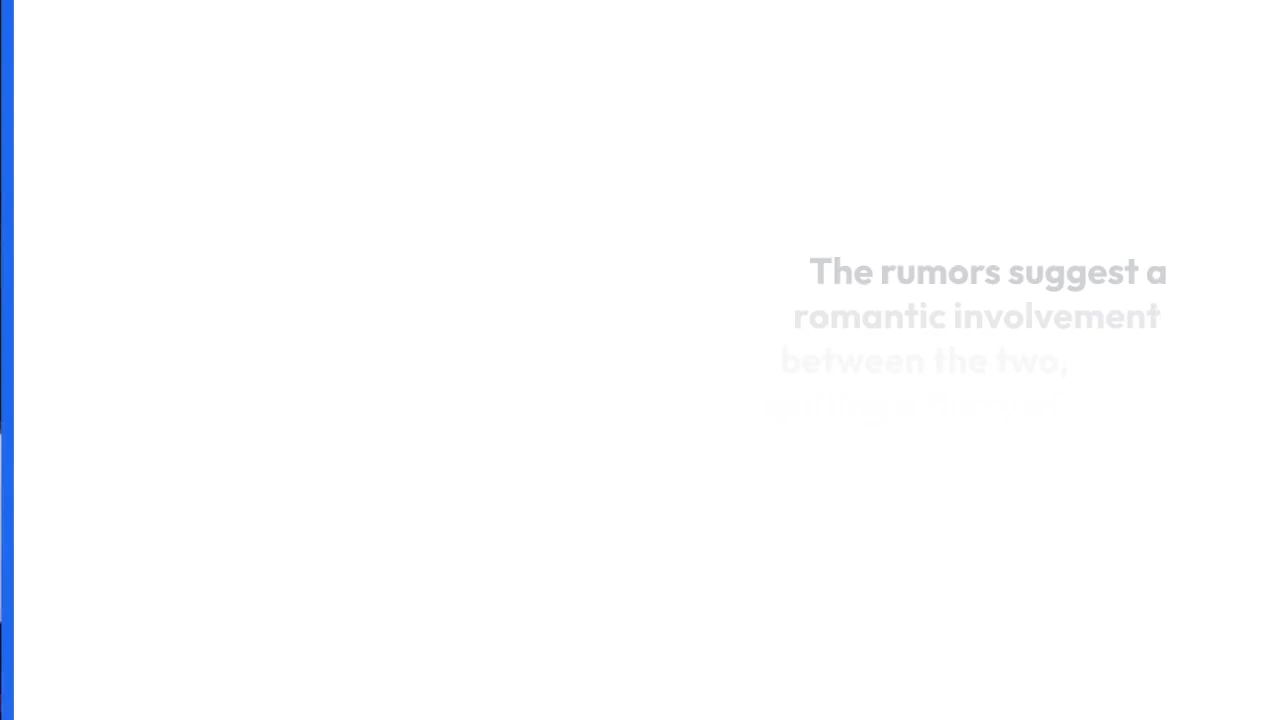 The rumors suggest a
romantic involvement
between the two,